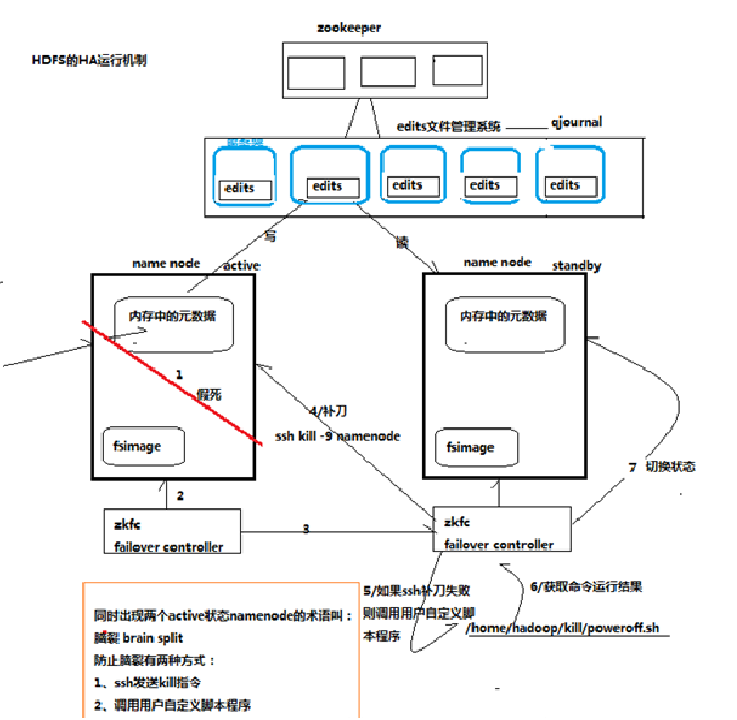 zookeeper
HDFS的HA运行机制
edits文件管理系统
qjournal
edits
edits
edits
edits
edits
写
读
name node
active
name node
standby
内存中的元数据
内存中的元数据
1
假死
4/补刀
ssh kill -9 namenode
fsimage
fsimage
7 切换状态
2
zkfc
failover controller
3
zkfc
failover controller
5/如果ssh补刀失败
则调用用户自定义脚
本程序
6/获取命令运行结果
/home/hadoop/kill/poweroff.sh
同时出现两个active状态namenode的术语叫：
脑裂 brain split
防止脑裂有两种方式：
1、ssh发送kill指令
2、调用用户自定义脚本程序